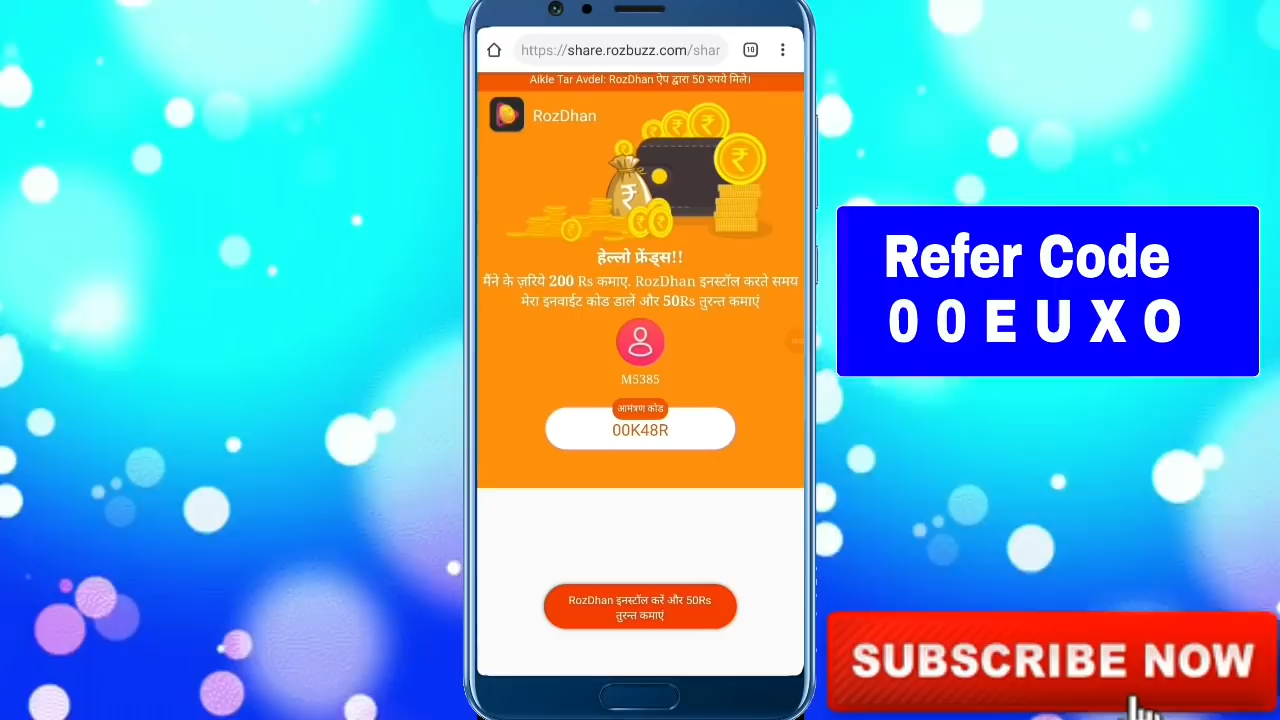 https://share.rozbuzz.com/shar
10
Aikle Tar Avdel: RozDhan ऐप द्वारा 50 रुपये मिले।
RozDhan
हेल्लो फ्रेंड्स!!
मैंने के ज़रिये 200 Rs कमाए. RozDhan इनस्टॉल करते समय
मेरा इनवाईट कोड डालें और 50Rs तुरन्त कमाएं
M5385
आमंत्रण कोड
00K48R
RozDhan इनस्टॉल करें और 50Rs
तुरन्त कमाएं
Refer Code
0 0 E U X O
SUBSCRIBE NOW